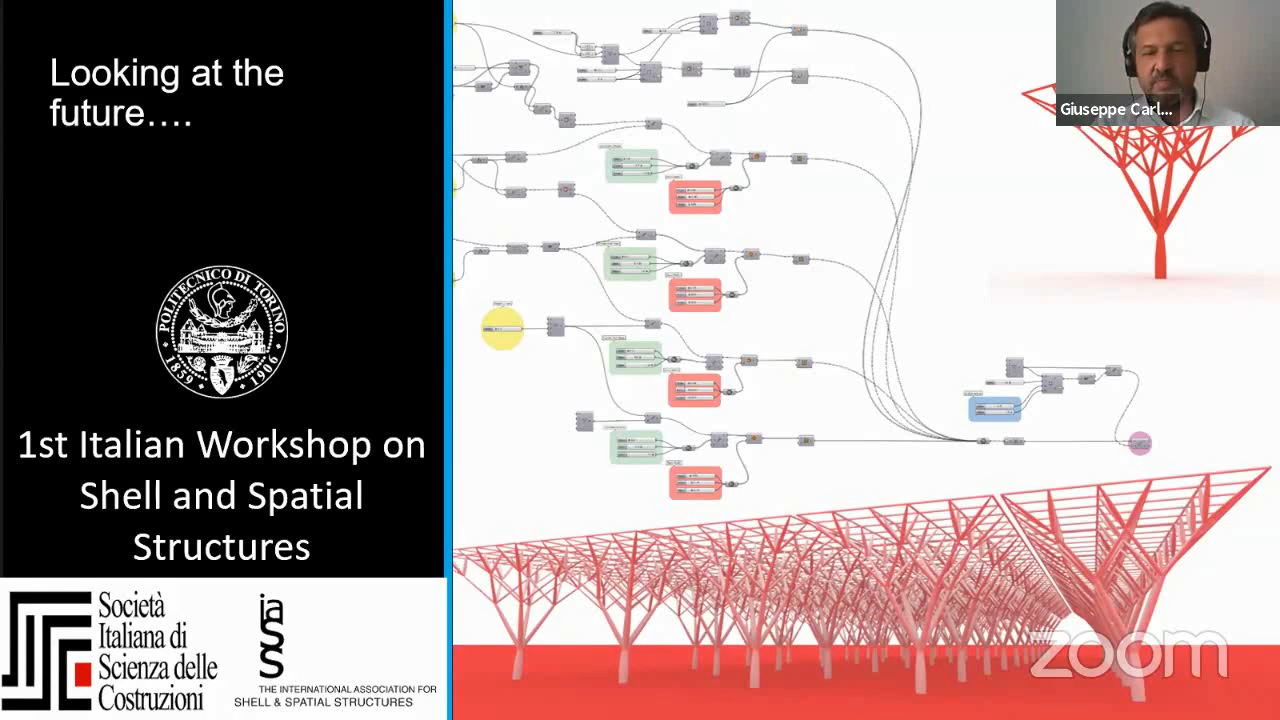 Looking at the
future....
POLITECNICO DI TORINO
1859
1906
1st Italian Workshop on
Shell and Spatial
Structures
Società
Italiana di
Scienza delle
Costruzioni
iass
THE INTERNATIONAL ASSOCIATION FOR
SHELL & SPATIAL STRUCTURES
Giuseppe Carl...
zoom